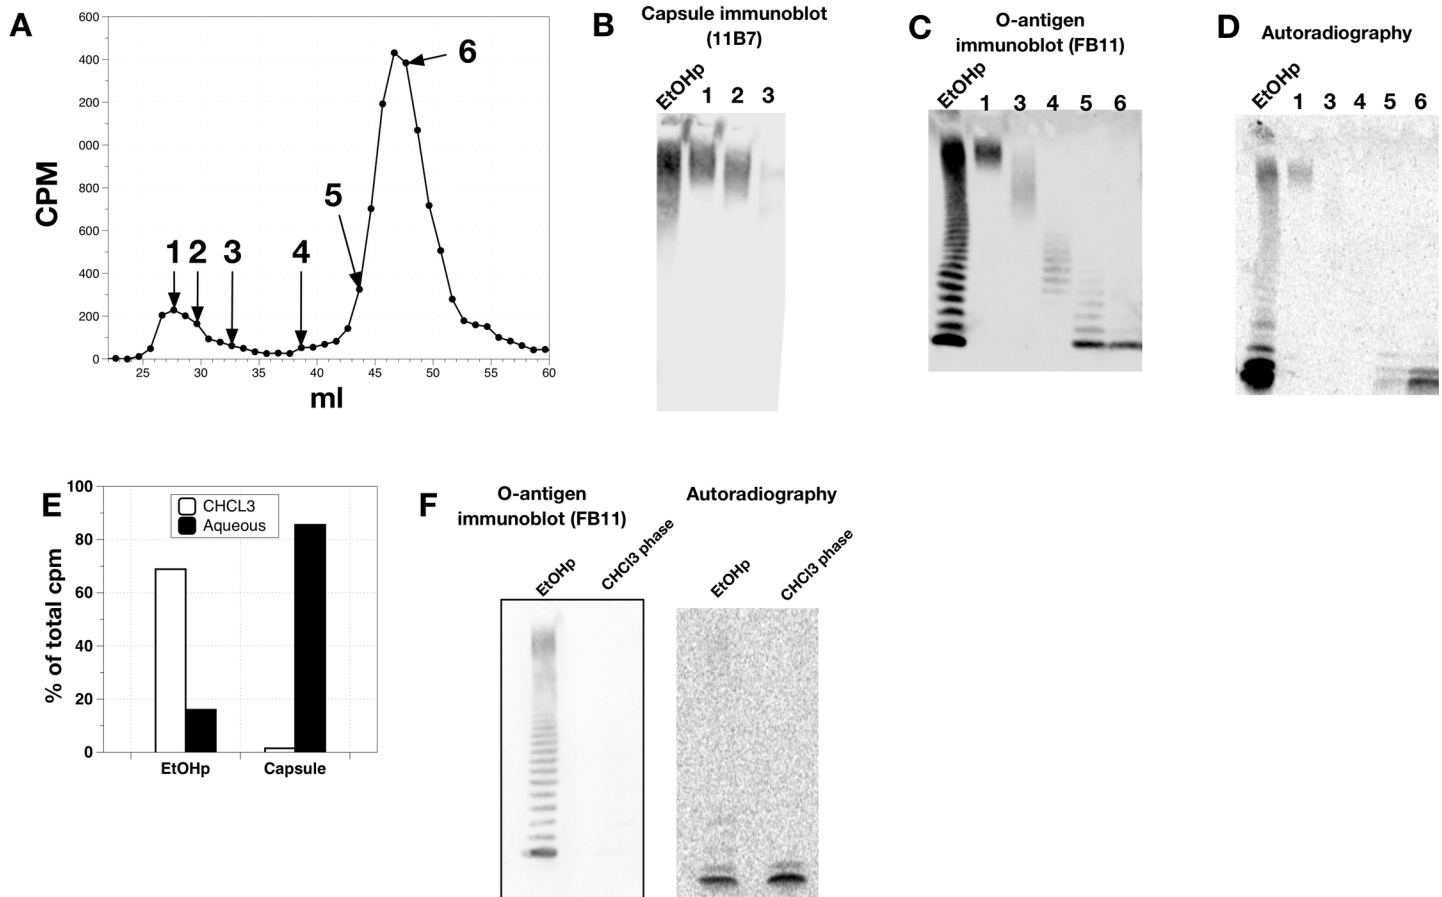 A
600
400
200
000
800
600
400
200
0
CPM
25 30 35 40 45 50 55 60
ml
1 2 3 4 5 6
B
Capsule immunoblot
(11B7)
EtOHp 1 2 3
C
O-antigen
immunoblot (FB11)
EtOHp 1 3 4 5 6
D
Autoradiography
EtOHp 1 3 4 5 6
E
100
80
60
40
20
0
% of total cpm
CHCL3
Aqueous
EtOHp Capsule
F
O-antigen
immunoblot (FB11)
EtOHp CHCl3 phase
Autoradiography
EtOHp CHCl3 phase